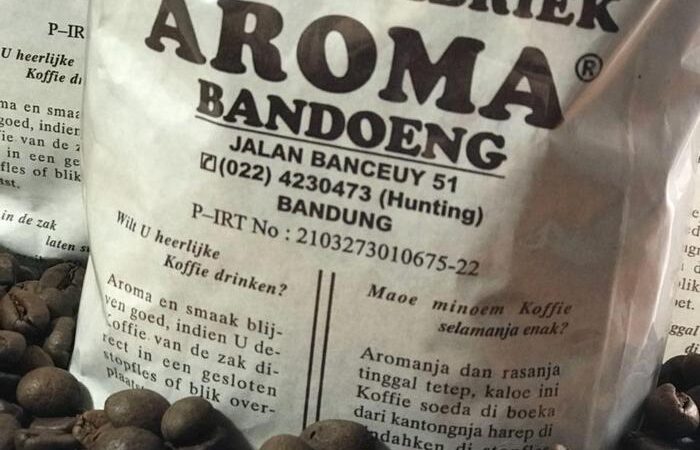 AROMA®
BANDOENG
JALAN BANCEUY 51
✆(022) 4230473 (Hunting)
BANDUNG
P–IRT No : 2103273010675-22
Wilt U heerlijke
Koffie drinken?
Aroma en smaak blij-
ven goed, indien U de
Koffie van de zak di-
rect in een gesloten
stopfles of blik over-
Maoe minoem Koffie
selamanja enak?
Aromanja dan rasanja
tinggal tetep, kaloe ini
Koffie soeda di boeka
dari kantongnja harep di
P–IR
U heerlijke
Koffie
en smaa
goed, indien
van de
in een
of blik
in de zak
laten